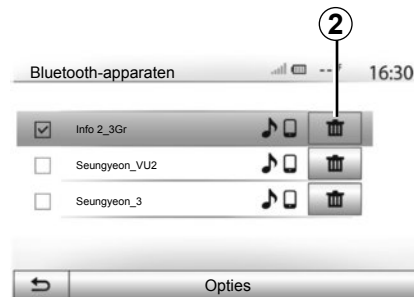 2
Bluetooth-apparaten 16:30
Info 2_3Gr
Seungyeon_VU2
Seungyeon_3
Opties